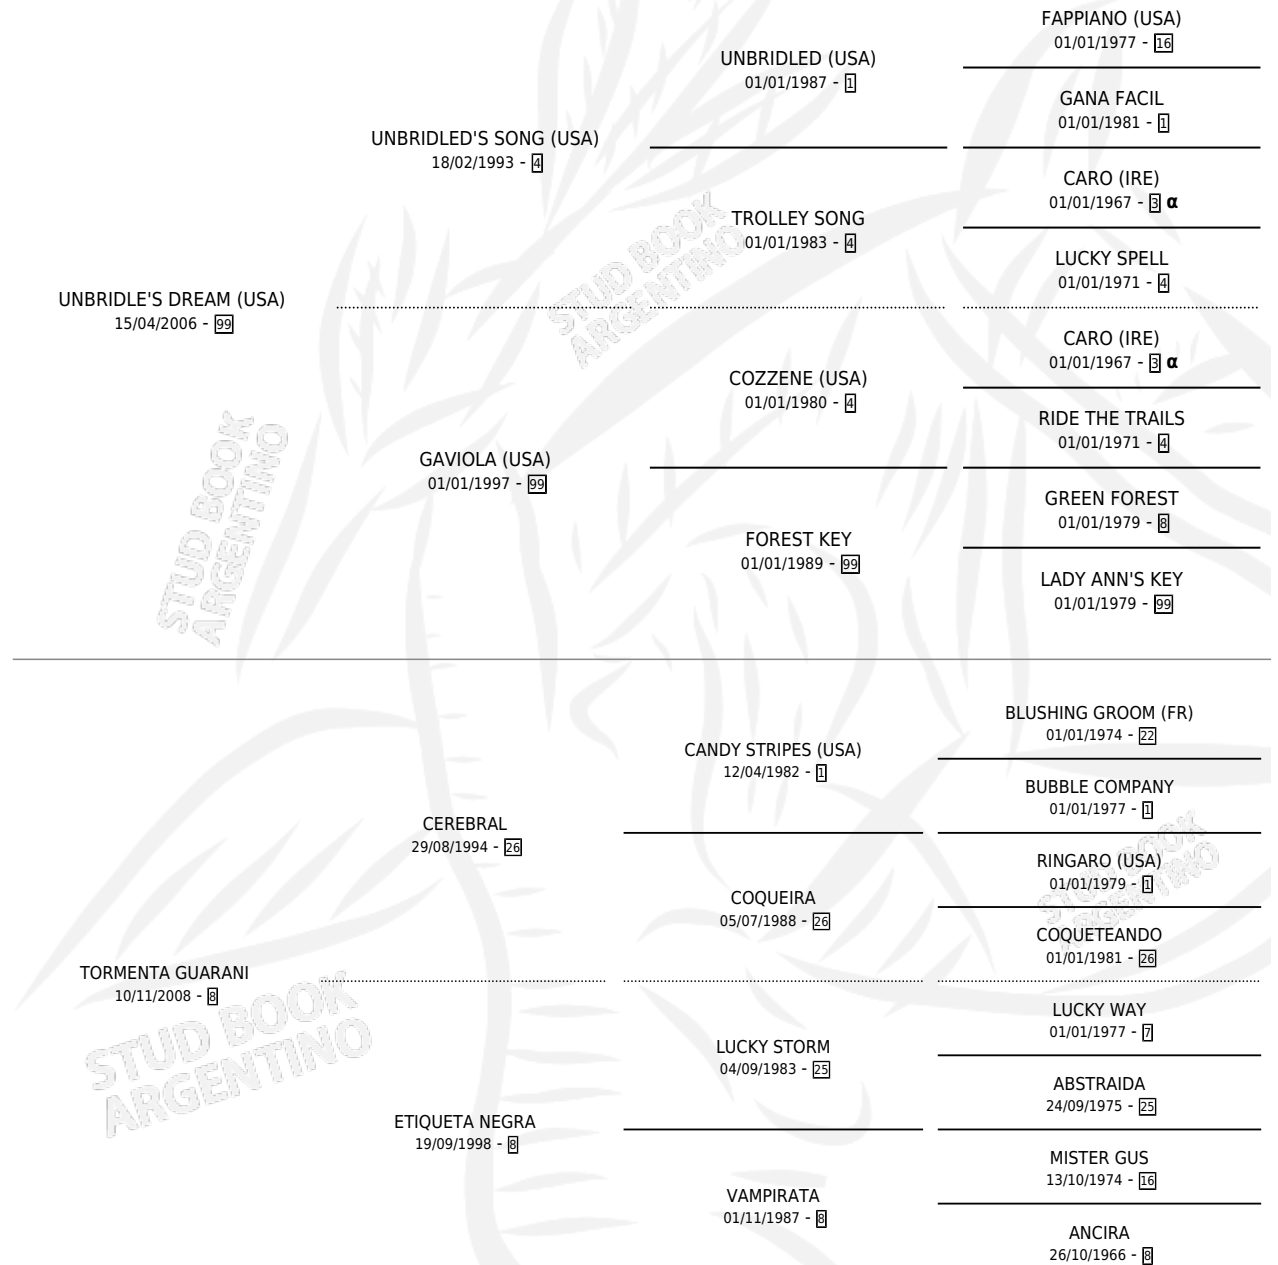 FAPPIANO (USA)
01/01/1977 - 16
UNBRIDLED (USA)
01/01/1987 - 1
GANA FACIL
01/01/1981 - 1
UNBRIDLED'S SONG (USA)
18/02/1993 - 4
CARO (IRE)
01/01/1967 - 3 α
TROLLEY SONG
01/01/1983 - 4
LUCKY SPELL
01/01/1971 - 4
UNBRIDLE'S DREAM (USA)
15/04/2006 - 99
CARO (IRE)
01/01/1967 - 3 α
COZZENE (USA)
01/01/1980 - 4
RIDE THE TRAILS
01/01/1971 - 4
GAVIOLA (USA)
01/01/1997 - 99
GREEN FOREST
01/01/1979 - 8
FOREST KEY
01/01/1989 - 99
LADY ANN'S KEY
01/01/1979 - 99
BLUSHING GROOM (FR)
01/01/1974 - 22
CANDY STRIPES (USA)
12/04/1982 - 1
BUBBLE COMPANY
01/01/1977 - 1
CEREBRAL
29/08/1994 - 26
RINGARO (USA)
01/01/1979 - 1
COQUEIRA
05/07/1988 - 26
COQUETEANDO
01/01/1981 - 26
TORMENTA GUARANI
10/11/2008 - 8
LUCKY WAY
01/01/1977 - 7
LUCKY STORM
04/09/1983 - 25
ABSTRAIDA
24/09/1975 - 25
ETIQUETA NEGRA
19/09/1998 - 8
MISTER GUS
13/10/1974 - 16
VAMPIRATA
01/11/1987 - 8
ANCIRA
26/10/1966 - 8
STUD BOOK
ARGENTINO
STUD BOOK
ARGENTINO
STUD BOOK
ARGENTINO
STUD BOOK
ARGENTINO